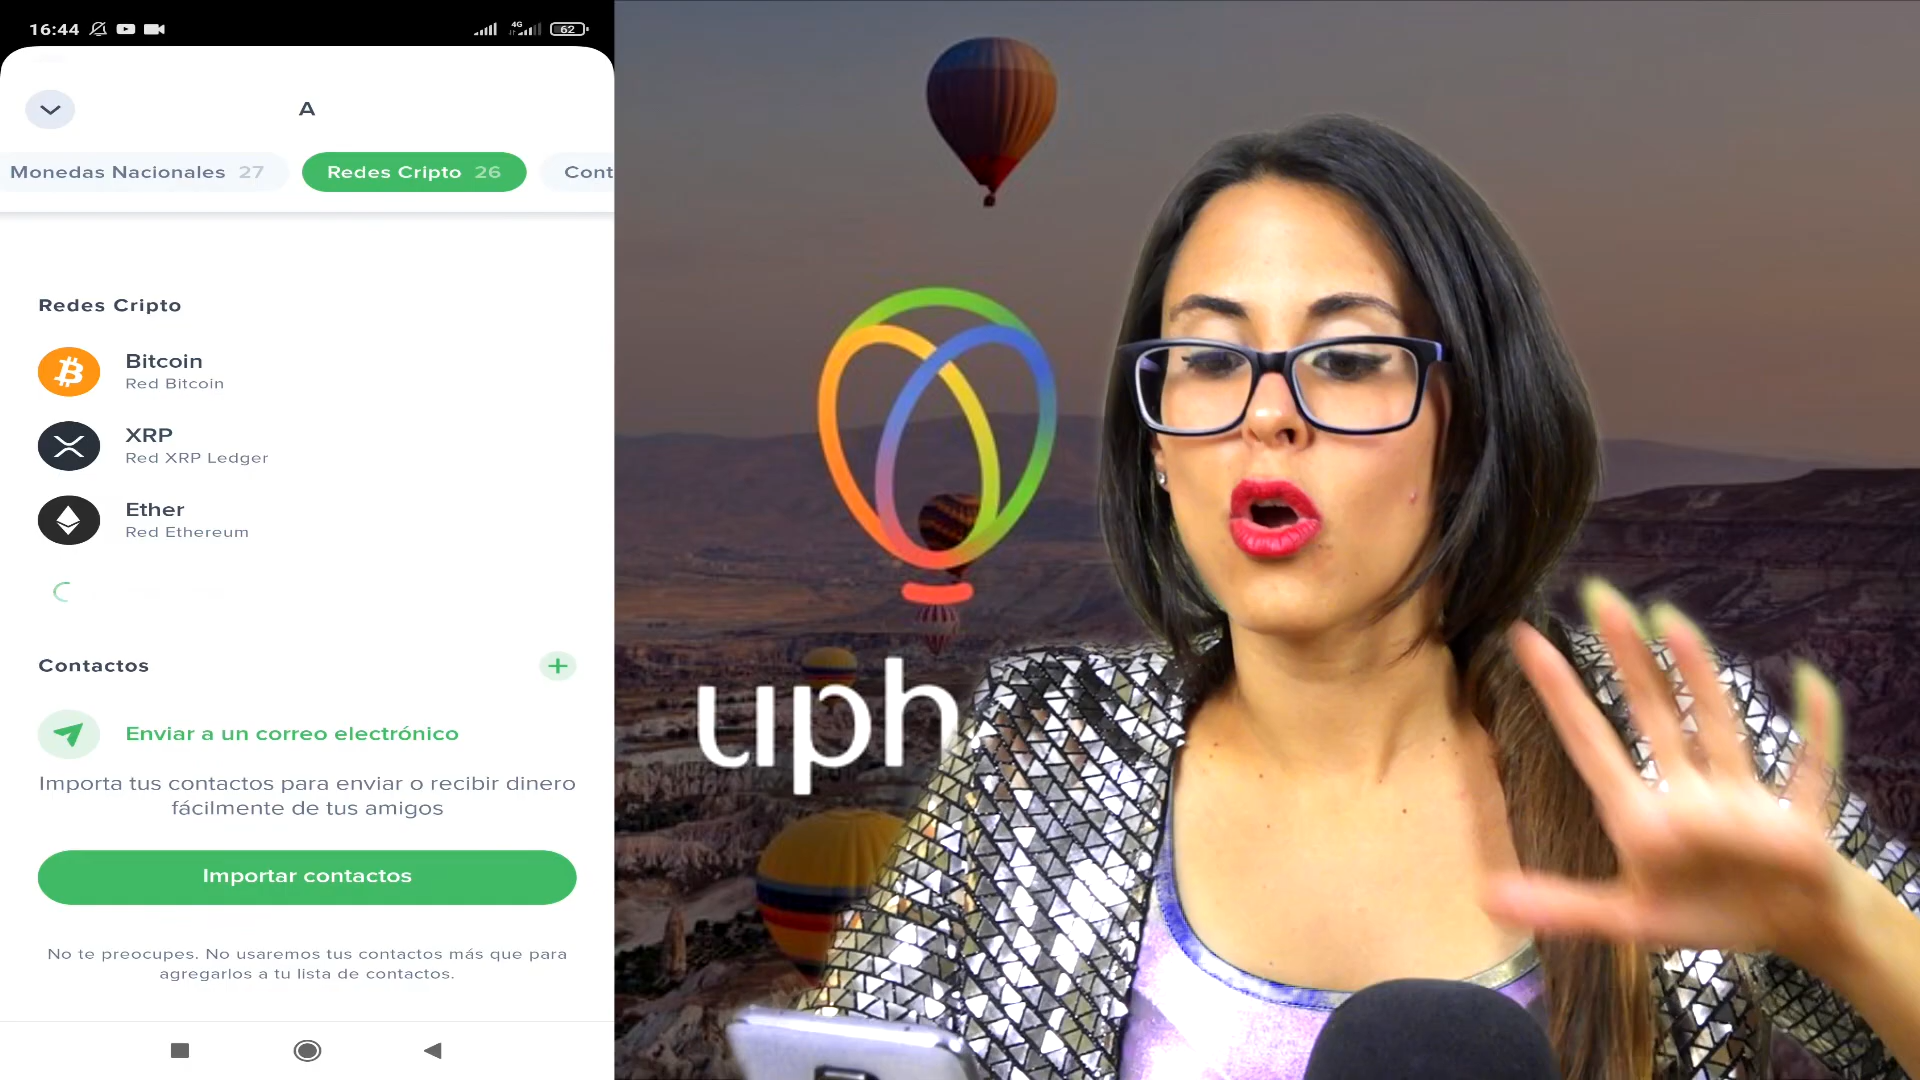 16:44
4G
62
A
Monedas Nacionales 27
Redes Cripto 26
Cont
Redes Cripto
Bitcoin
Red Bitcoin
XRP
Red XRP Ledger
Ether
Red Ethereum
Contactos
+
Enviar a un correo electrónico
Importa tus contactos para enviar o recibir dinero
fácilmente de tus amigos
Importar contactos
No te preocupes. No usaremos tus contactos más que para
agregarlos a tu lista de contactos.
uph